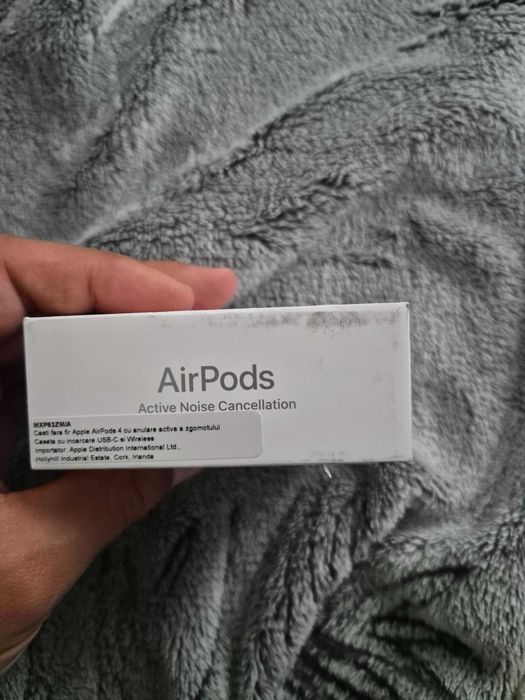 AirPods
Active Noise Cancellation
MXP93ZM/A
Casti fara fir Apple AirPods 4 cu anulare activa a zgomotului
Caseta cu incarcare USB-C si Wireless
Importator: Apple Distribution International Ltd.,
Hollyhill Industrial Estate, Cork, Irlanda